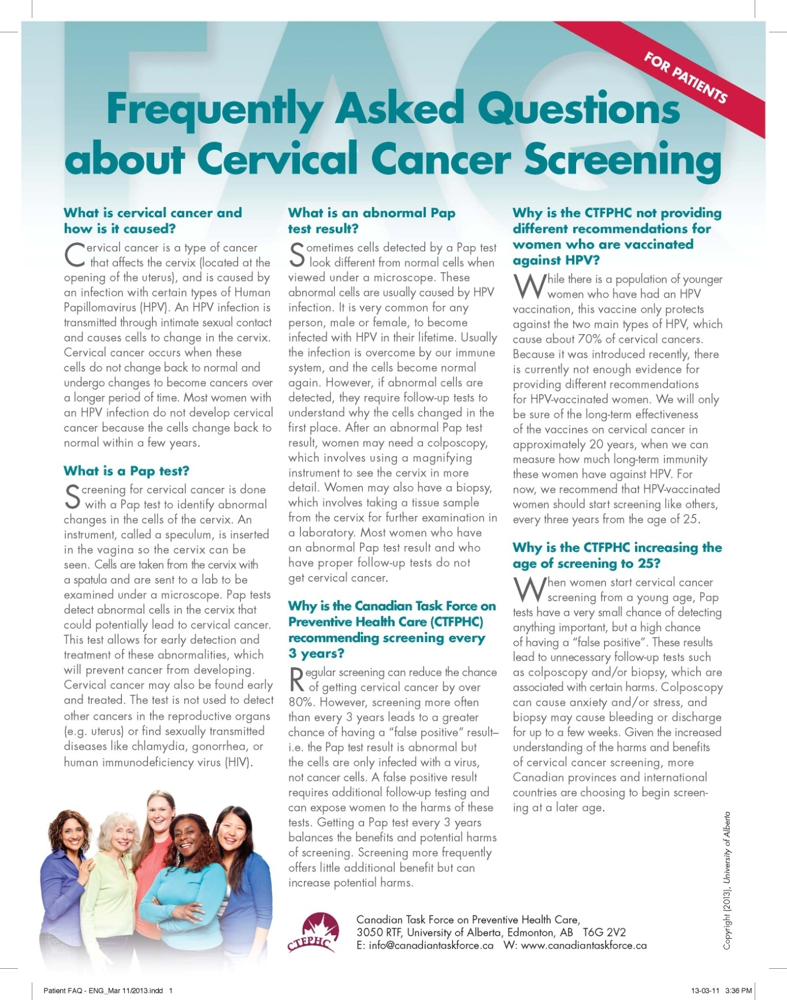 FAQ
FOR PATIENTS
Frequently Asked Questions
about Cervical Cancer Screening
What is cervical cancer and
how is it caused?
Cervical cancer is a type of cancer
that affects the cervix (located at the
opening of the uterus), and is caused by
an infection with certain types of Human
Papillomavirus (HPV). An HPV infection is
transmitted through intimate sexual contact
and causes cells to change in the cervix.
Cervical cancer occurs when these
cells do not change back to normal and
undergo changes to become cancers over
a longer period of time. Most women with
an HPV infection do not develop cervical
cancer because the cells change back to
normal within a few years.
What is a Pap test?
Screening for cervical cancer is done
with a Pap test to identify abnormal
changes in the cells of the cervix. An
instrument, called a speculum, is inserted
in the vagina so the cervix can be
seen. Cells are taken from the cervix with
a spatula and are sent to a lab to be
examined under a microscope. Pap tests
detect abnormal cells in the cervix that
could potentially lead to cervical cancer.
This test allows for early detection and
treatment of these abnormalities, which
will prevent cancer from developing.
Cervical cancer may also be found early
and treated. The test is not used to detect
other cancers in the reproductive organs
(e.g. uterus) or find sexually transmitted
diseases like chlamydia, gonorrhea, or
human immunodeficiency virus (HIV).
What is an abnormal Pap
test result?
Sometimes cells detected by a Pap test
look different from normal cells when
viewed under a microscope. These
abnormal cells are usually caused by HPV
infection. It is very common for any
person, male or female, to become
infected with HPV in their lifetime. Usually
the infection is overcome by our immune
system, and the cells become normal
again. However, if abnormal cells are
detected, they require follow-up tests to
understand why the cells changed in the
first place. After an abnormal Pap test
result, women may need a colposcopy,
which involves using a magnifying
instrument to see the cervix in more
detail. Women may also have a biopsy,
which involves taking a tissue sample
from the cervix for further examination in
a laboratory. Most women who have
an abnormal Pap test result and who
have proper follow-up tests do not
get cervical cancer.
Why is the Canadian Task Force on
Preventive Health Care (CTFPHC)
recommending screening every
3 years?
Regular screening can reduce the chance
of getting cervical cancer by over
80%. However, screening more often
than every 3 years leads to a greater
chance of having a “false positive” result–
i.e. the Pap test result is abnormal but
the cells are only infected with a virus,
not cancer cells. A false positive result
requires additional follow-up testing and
can expose women to the harms of these
tests. Getting a Pap test every 3 years
balances the benefits and potential harms
of screening. Screening more frequently
offers little additional benefit but can
increase potential harms.
Why is the CTFPHC not providing
different recommendations for
women who are vaccinated
against HPV?
While there is a population of younger
women who have had an HPV
vaccination, this vaccine only protects
against the two main types of HPV, which
cause about 70% of cervical cancers.
Because it was introduced recently, there
is currently not enough evidence for
providing different recommendations
for HPV-vaccinated women. We will only
be sure of the long-term effectiveness
of the vaccines on cervical cancer in
approximately 20 years, when we can
measure how much long-term immunity
these women have against HPV. For
now, we recommend that HPV-vaccinated
women should start screening like others,
every three years from the age of 25.
Why is the CTFPHC increasing the
age of screening to 25?
When women start cervical cancer
screening from a young age, Pap
tests have a very small chance of detecting
anything important, but a high chance
of having a “false positive”. These results
lead to unnecessary follow-up tests such
as colposcopy and/or biopsy, which are
associated with certain harms. Colposcopy
can cause anxiety and/or stress, and
biopsy may cause bleeding or discharge
for up to a few weeks. Given the increased
understanding of the harms and benefits
of cervical cancer screening, more
Canadian provinces and international
countries are choosing to begin screen-
ing at a later age.
CTFPHC
Canadian Task Force on Preventive Health Care,
3050 RTF, University of Alberta, Edmonton, AB T6G 2V2
E: info@canadiantaskforce.ca W: www.canadiantaskforce.ca
Copyright (2013), University of Alberta
Patient FAQ - ENG_Mar 11/2013.indd 1
13-03-11 3:36 PM